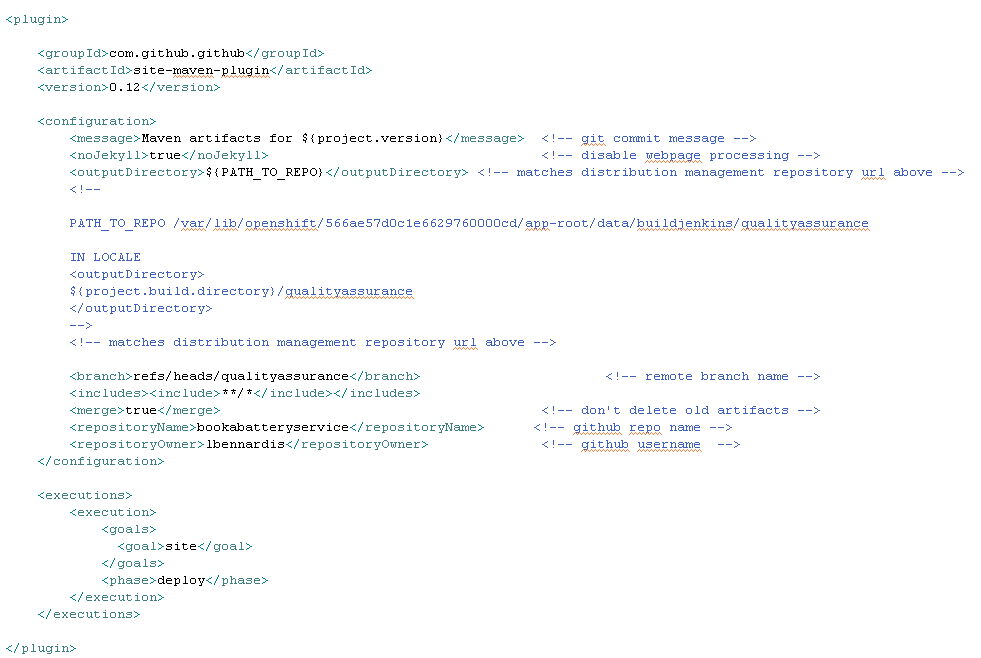 <plugin>
<groupId>com.github.github</groupId>
<artifactId>site-maven-plugin</artifactId>
<version>0.12</version>
<configuration>
<message>Maven artifacts for ${project.version}</message> <!-- git commit message -->
<noJekyll>true</noJekyll> <!-- disable webpage processing -->
<outputDirectory>${PATH_TO_REPO}</outputDirectory> <!-- matches distribution management repository url above -->
<!--
PATH_TO_REPO /var/lib/openshift/566ae57d0c1e6629760000cd/app-root/data/buildjenkins/qualityassurance
IN LOCALE
<outputDirectory>
${project.build.directory}/qualityassurance
</outputDirectory>
-->
<!-- matches distribution management repository url above -->
<branch>refs/heads/qualityassurance</branch> <!-- remote branch name -->
<includes><include>**/*</include></includes>
<merge>true</merge> <!-- don't delete old artifacts -->
<repositoryName>bookabatteryservice</repositoryName> <!-- github repo name -->
<repositoryOwner>lbennardis</repositoryOwner> <!-- github username -->
</configuration>
<executions>
<execution>
<goals>
<goal>site</goal>
</goals>
<phase>deploy</phase>
</execution>
</executions>
</plugin>